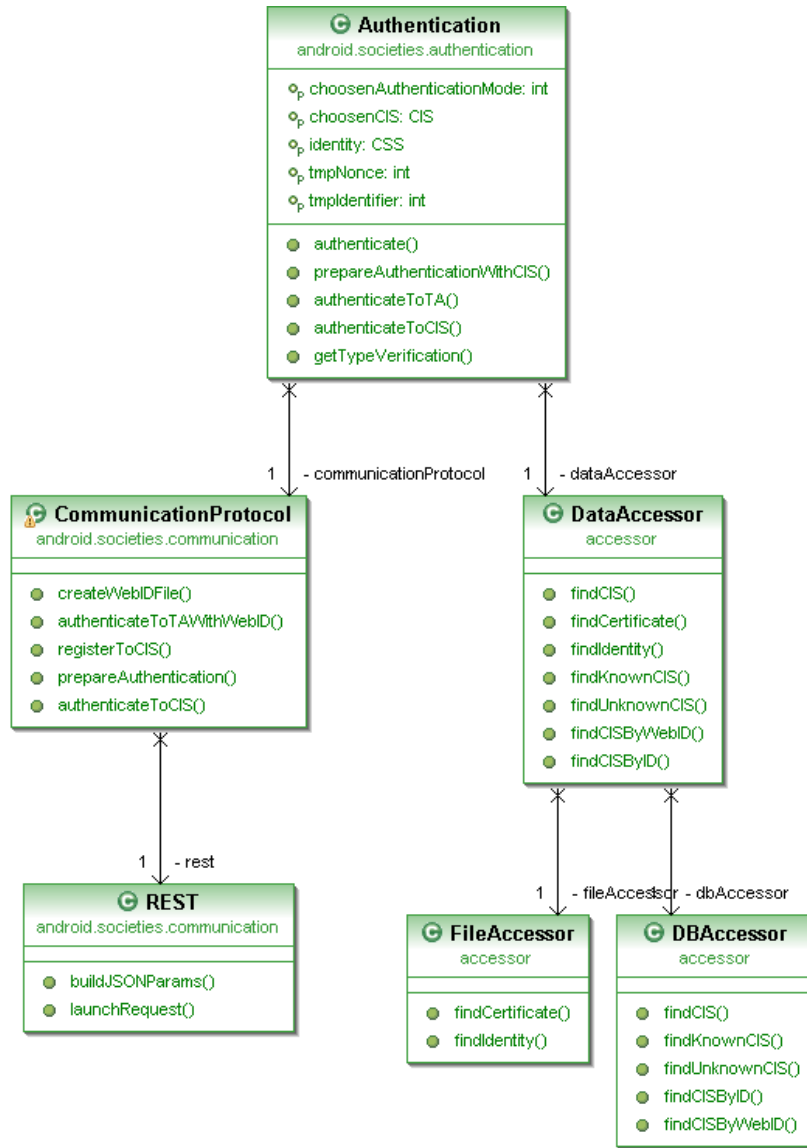 Authentication
android.societies.authentication
choosenAuthenticationMode: int
choosenCIS: CIS
identity: CSS
tmpNonce: int
tmpIdentifier: int
authenticate()
prepareAuthenticationWithCIS()
authenticateToTA()
authenticateToCIS()
getTypeVerification()
1 - communicationProtocol
1 - dataAccessor
CommunicationProtocol
android.societies.communication
createWebIDFile()
authenticateToTAWithWebID()
registerToCIS()
prepareAuthentication()
authenticateToCIS()
DataAccessor
accessor
findCIS()
findCertificate()
findIdentity()
findKnownCIS()
findUnknownCIS()
findCISByWebID()
findCISByID()
1 - rest
1 - fileAccessor
1 - dbAccessor
REST
android.societies.communication
buildJSONParams()
launchRequest()
FileAccessor
accessor
findCertificate()
findIdentity()
DBAccessor
accessor
findCIS()
findKnownCIS()
findUnknownCIS()
findCISByID()
findCISByWebID()